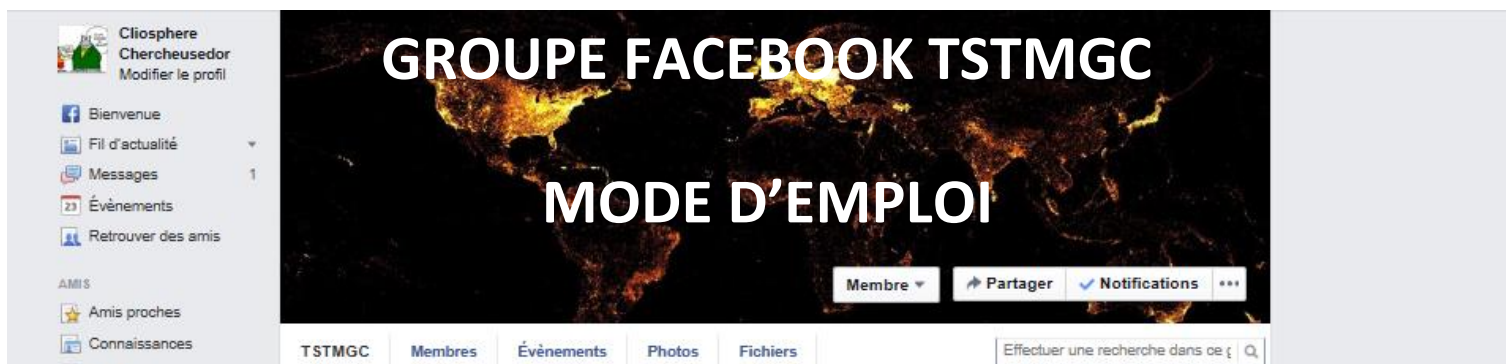 Cliosphere
Chercheusedor
Modifier le profil
Bienvenue
Fil d'actualité
Messages 1
23 Évènements
Retrouver des amis
AMIS
Amis proches
Connaissances
GROUPE FACEBOOK TSTMGC
MODE D'EMPLOI
Membre Partager Notifications
TSTMGC Membres Évènements Photos Fichiers
Effectuer une recherche dans ce g